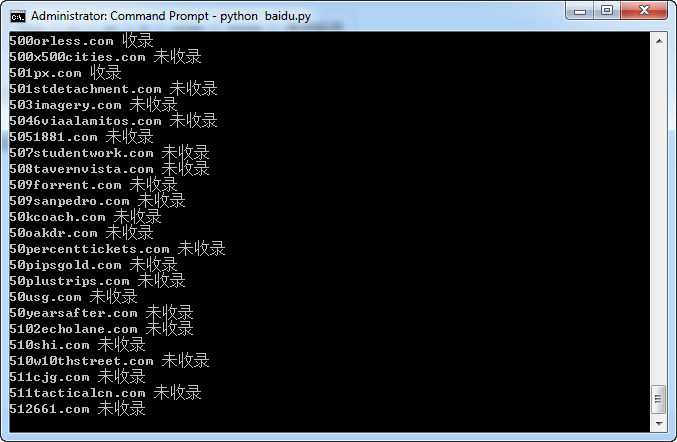 Administrator: Command Prompt - python  baidu.py
500orless.com 收录
500x500cities.com 未收录
501px.com 收录
501stdetachment.com 未收录
503imagery.com 未收录
5046viaalamitos.com 未收录
5051881.com 未收录
507studentwork.com 未收录
508tavernvista.com 未收录
509forrent.com 未收录
509sanpedro.com 未收录
50kcoach.com 未收录
50oakdr.com 未收录
50percenttickets.com 未收录
50pipsgold.com 未收录
50plustrips.com 未收录
50usg.com 未收录
50yearsafter.com 未收录
5102echolane.com 未收录
510shi.com 未收录
510w10thstreet.com 未收录
511cjg.com 未收录
511tacticalcn.com 未收录
512661.com 未收录